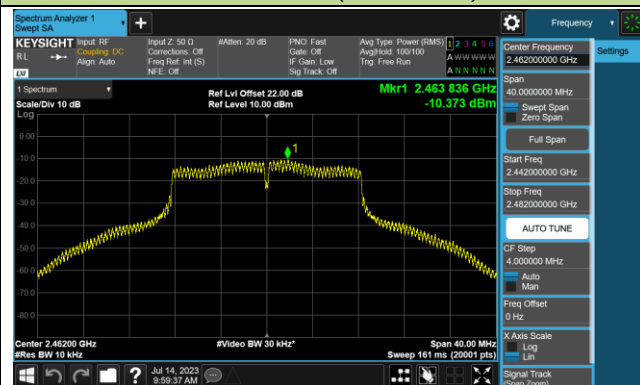 Spectrum Analyzer 1
Swept SA
Frequency
KEYSIGHT
Input: RF
Coupling: DC
Align: Auto
Input Z: 50 Ω
Corrections: Off
Freq Ref: Int (S)
NFE: Off
#Atten: 20 dB
PNO: Fast
Gate: Off
IF Gain: Low
Sig Track: Off
Avg Type: Power (RMS)
Avg|Hold: 100/100
Trig: Free Run
1 2 3 4 5 6
A W W W W W
A N N N N N
RL
LXI
1 Spectrum
Scale/Div 10 dB
Log
Ref Lvl Offset 22.00 dB
Ref Level 10.00 dBm
Mkr1 2.463 836 GHz
-10.373 dBm
1
0.00
-10.0
-20.0
-30.0
-40.0
-50.0
-60.0
-70.0
-80.0
Center 2.46200 GHz
#Res BW 10 kHz
#Video BW 30 kHz*
Span 40.00 MHz
Sweep 161 ms (20001 pts)
Jul 14, 2023
9:59:37 AM
Center Frequency
2.462000000 GHz
Settings
Span
40.0000000 MHz
Swept Span
Zero Span
Full Span
Start Freq
2.442000000 GHz
Stop Freq
2.482000000 GHz
AUTO TUNE
CF Step
4.000000 MHz
Auto
Man
Freq Offset
0 Hz
X Axis Scale
Log
Lin
Signal Track
(Span Zoom)